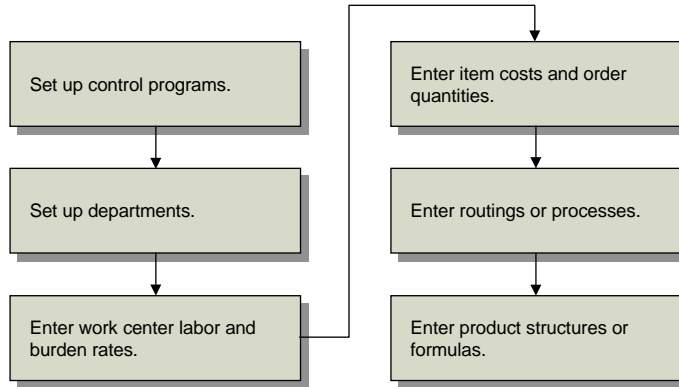 Set up control programs.
Set up departments.
Enter work center labor and
burden rates.
Enter item costs and order
quantities.
Enter routings or processes.
Enter product structures or
formulas.